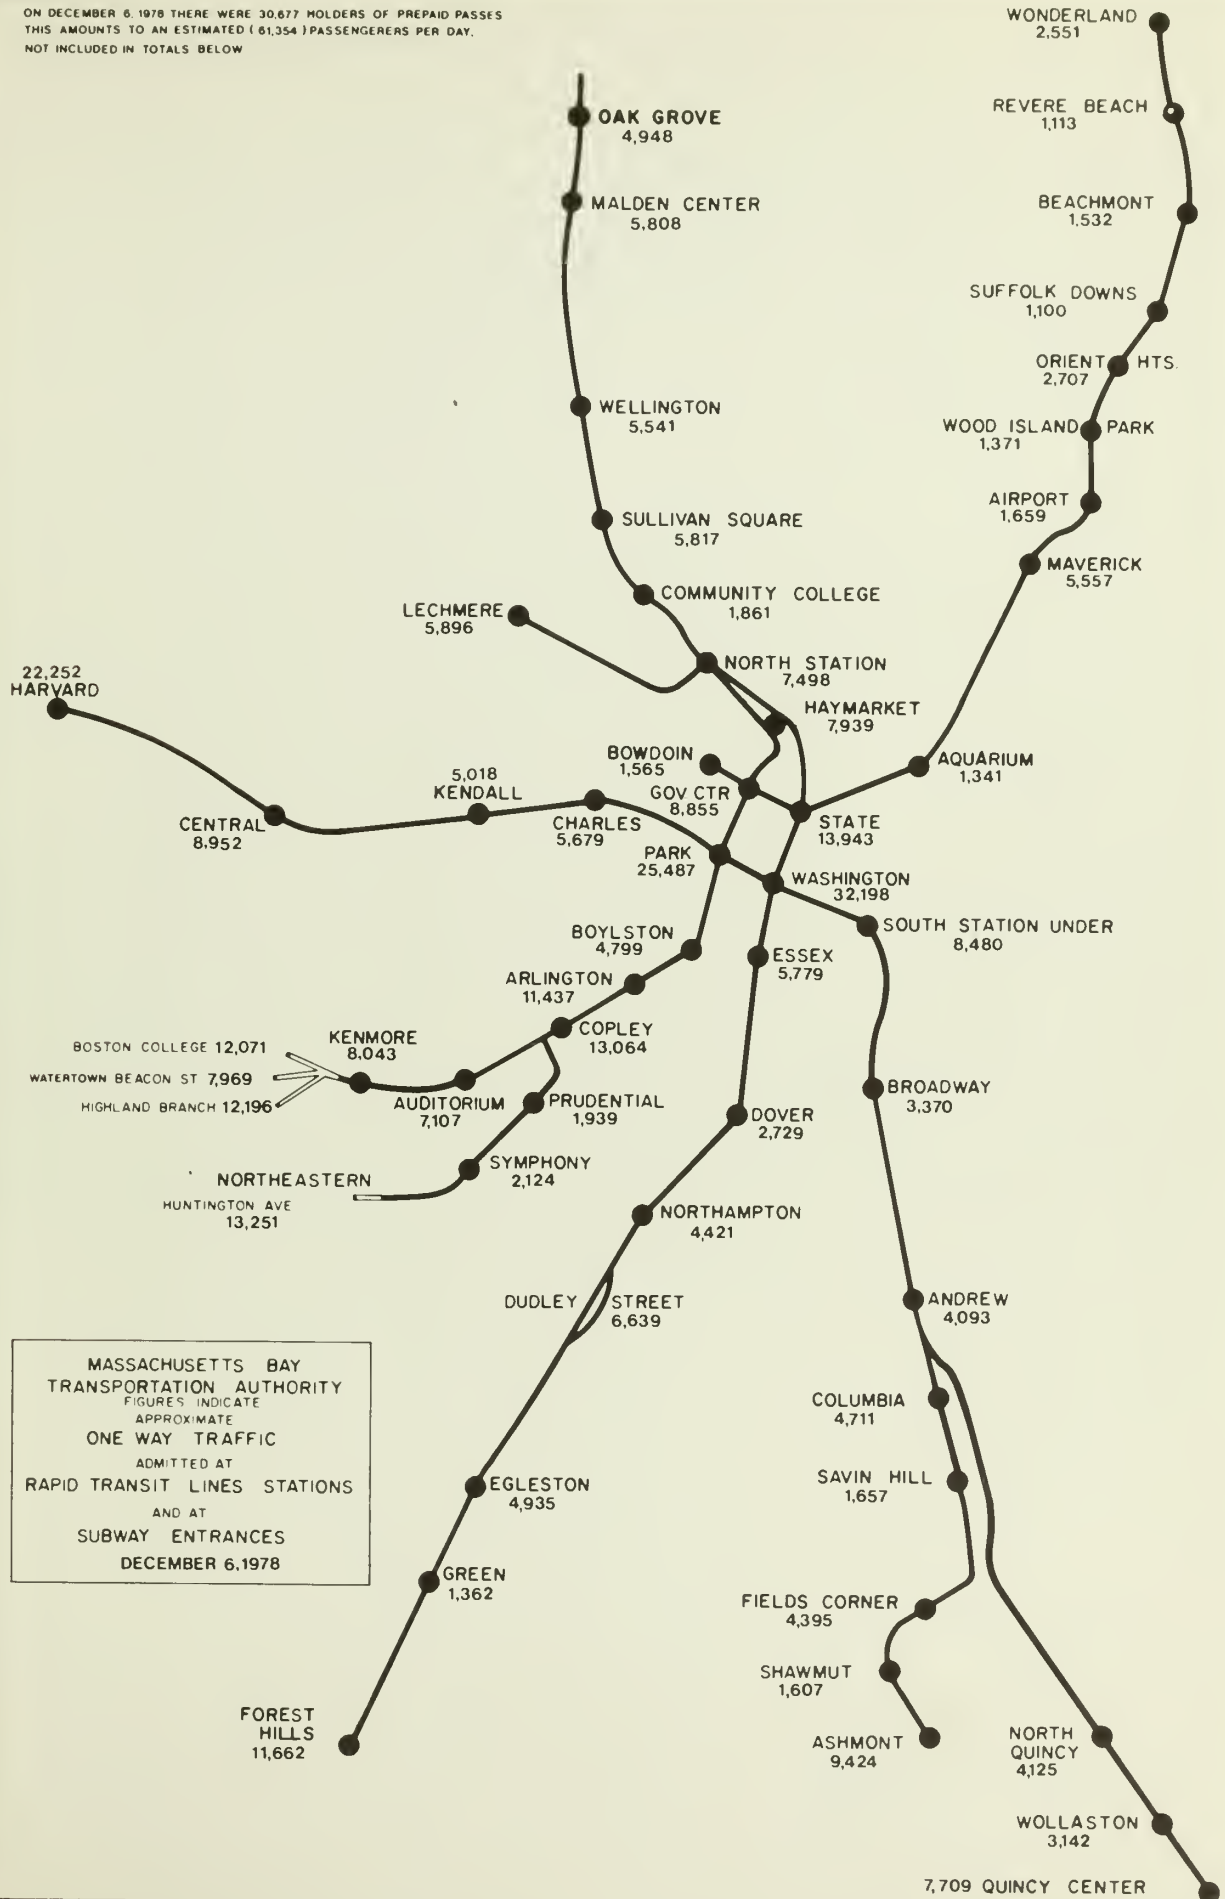 ON DECEMBER 6, 1978 THERE WERE 30,677 HOLDERS OF PREPAID PASSES
THIS AMOUNTS TO AN ESTIMATED ( 61,354 ) PASSENGERERS PER DAY.
NOT INCLUDED IN TOTALS BELOW
WONDERLAND
2,551
REVERE BEACH
1,113
BEACHMONT
1,532
SUFFOLK DOWNS
1,100
ORIENT HTS.
2,707
WOOD ISLAND PARK
1,371
AIRPORT
1,659
MAVERICK
5,557
AQUARIUM
1,341
OAK GROVE
4,948
MALDEN CENTER
5,808
WELLINGTON
5,541
SULLIVAN SQUARE
5,817
COMMUNITY COLLEGE
1,861
LECHMERE
5,896
NORTH STATION
7,498
HAYMARKET
7,939
BOWDOIN
1,565
GOV CTR
8,855
STATE
13,943
22,252
HARVARD
CENTRAL
8,952
5,018
KENDALL
CHARLES
5,679
PARK
25,487
WASHINGTON
32,198
SOUTH STATION UNDER
8,480
BOYLSTON
4,799
ESSEX
5,779
ARLINGTON
11,437
COPLEY
13,064
KENMORE
8,043
BOSTON COLLEGE 12,071
WATERTOWN BEACON ST 7,969
HIGHLAND BRANCH 12,196
AUDITORIUM
7,107
PRUDENTIAL
1,939
SYMPHONY
2,124
NORTHEASTERN
HUNTINGTON AVE
13,251
BROADWAY
3,370
DOVER
2,729
NORTHAMPTON
4,421
DUDLEY STREET
6,639
ANDREW
4,093
COLUMBIA
4,711
SAVIN HILL
1,657
EGLESTON
4,935
GREEN
1,362
FOREST
HILLS
11,662
FIELDS CORNER
4,395
SHAWMUT
1,607
ASHMONT
9,424
NORTH
QUINCY
4,125
WOLLASTON
3,142
7,709 QUINCY CENTER
MASSACHUSETTS BAY
TRANSPORTATION AUTHORITY
FIGURES INDICATE
APPROXIMATE
ONE WAY TRAFFIC
ADMITTED AT
RAPID TRANSIT LINES STATIONS
AND AT
SUBWAY ENTRANCES
DECEMBER 6,1978